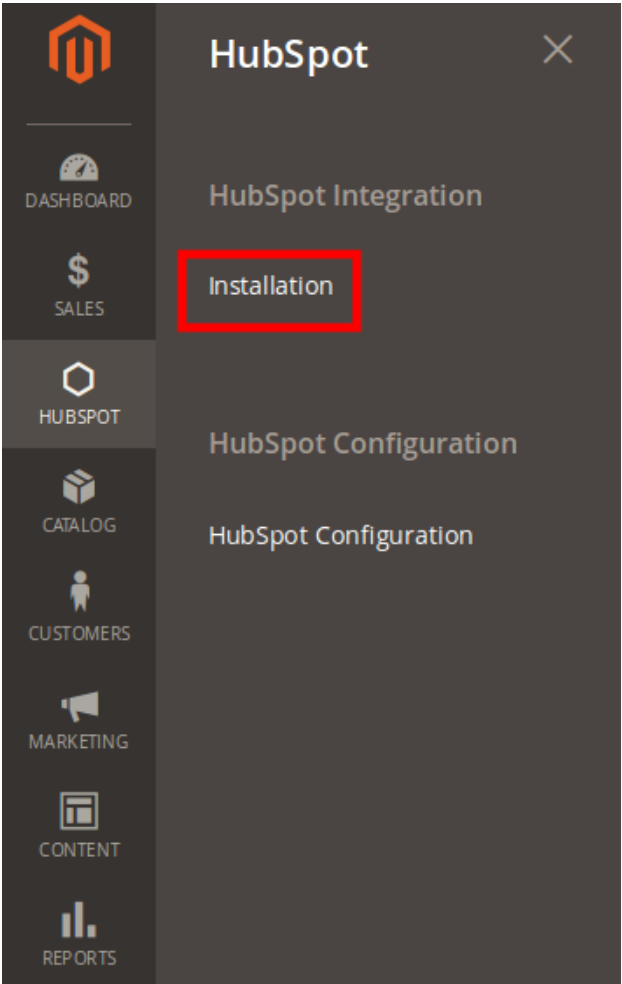 HubSpot
HubSpot Integration
Installation
HubSpot Configuration
HubSpot Configuration
DASHBOARD
$
SALES
HUBSPOT
CATALOG
CUSTOMERS
MARKETING
CONTENT
REPORTS